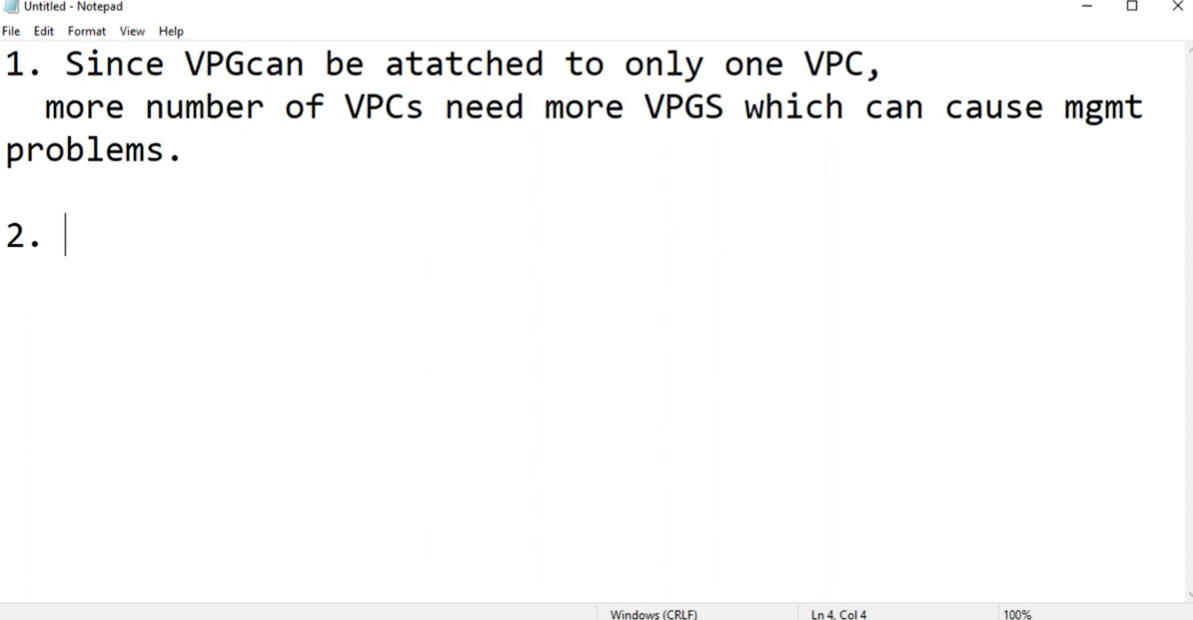 Untitled - Notepad
File Edit Format View Help
1. Since VPGcan be atatched to only one VPC,
more number of VPCs need more VPGS which can cause mgmt
problems.
2.
Windows (CRLF) Ln 4, Col 4 100%